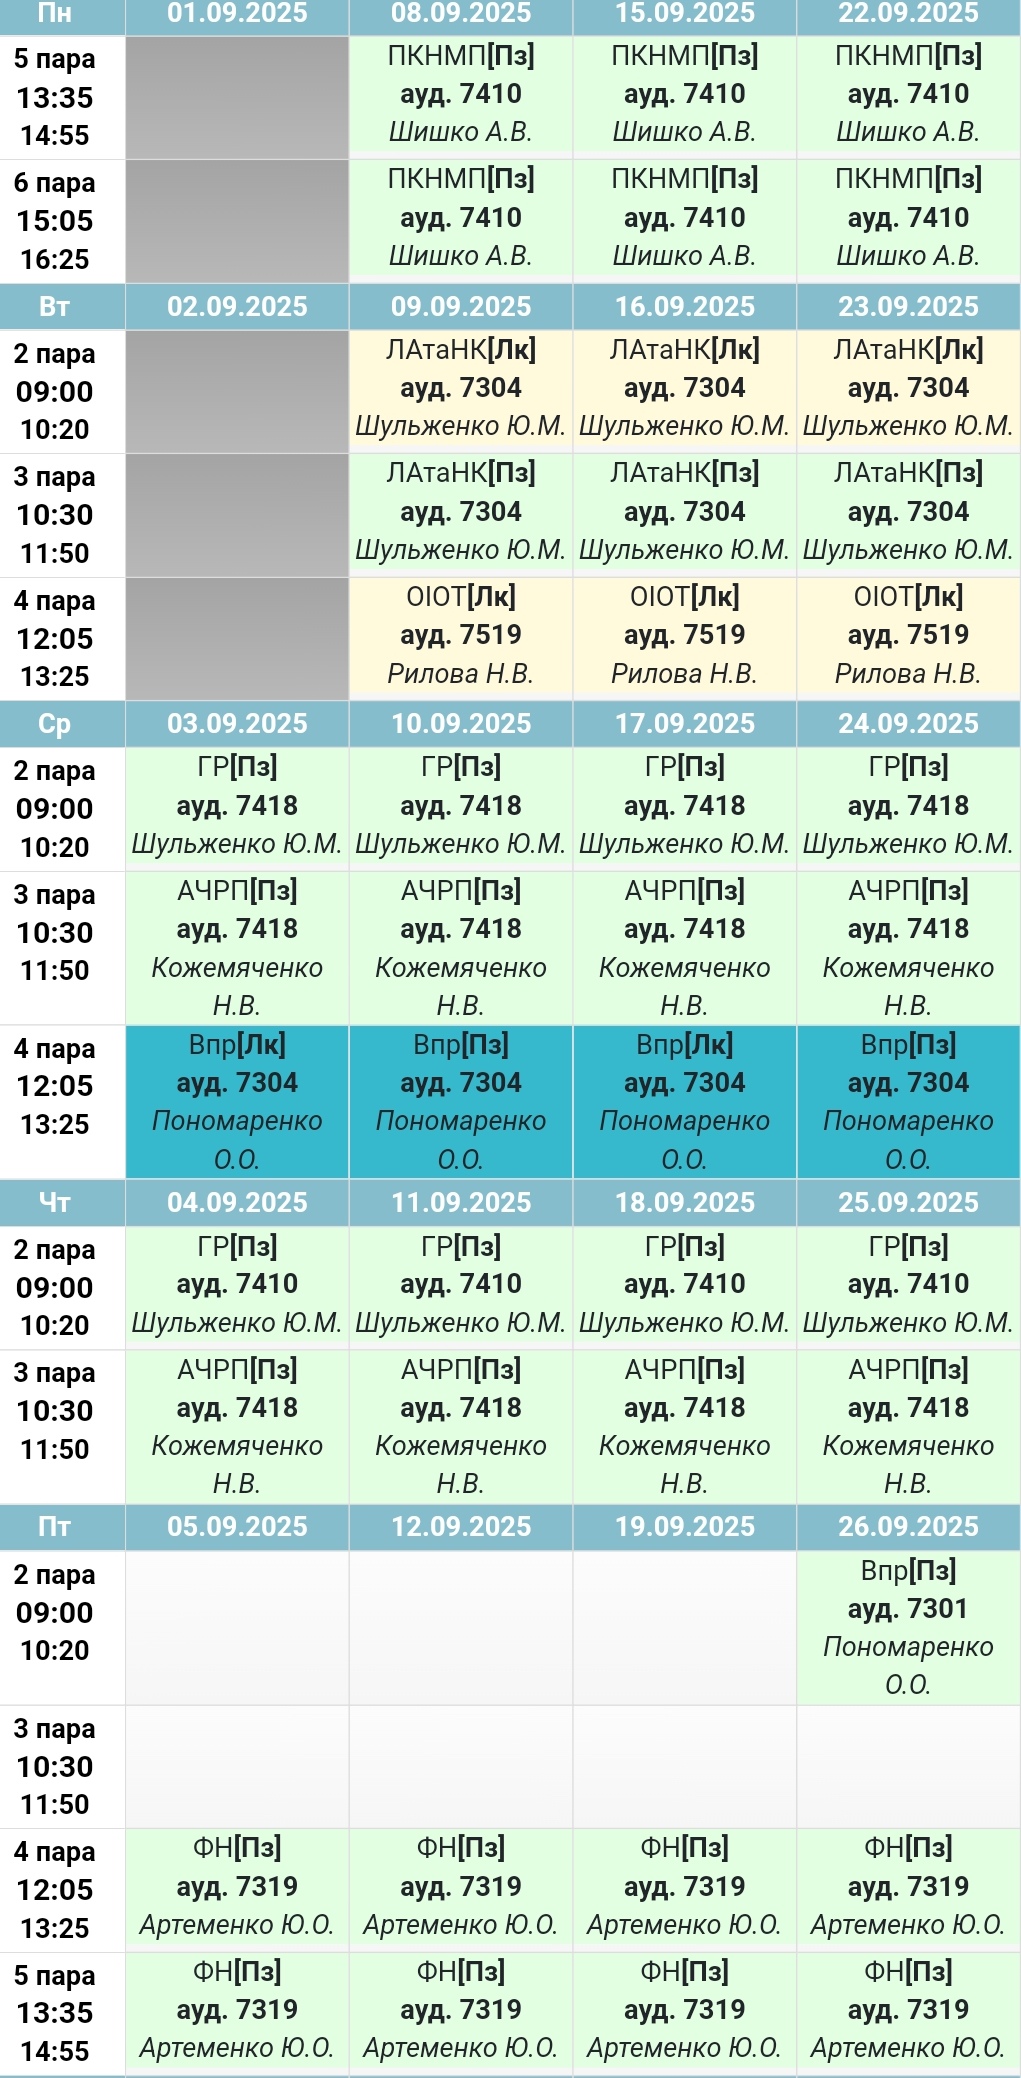 Пн 01.09.2025 08.09.2025 15.09.2025 22.09.2025
5 пара ПКНМП[Пз] ПКНМП[Пз] ПКНМП[Пз]
13:35 ауд. 7410 ауд. 7410 ауд. 7410
14:55 Шишко А.В. Шишко А.В. Шишко А.В.
6 пара ПКНМП[Пз] ПКНМП[Пз] ПКНМП[Пз]
15:05 ауд. 7410 ауд. 7410 ауд. 7410
16:25 Шишко А.В. Шишко А.В. Шишко А.В.
Вт 02.09.2025 09.09.2025 16.09.2025 23.09.2025
2 пара ЛАтаНК[Лк] ЛАтаНК[Лк] ЛАтаНК[Лк]
09:00 ауд. 7304 ауд. 7304 ауд. 7304
10:20 Шульженко Ю.М. Шульженко Ю.М. Шульженко Ю.М.
3 пара ЛАтаНК[Пз] ЛАтаНК[Пз] ЛАтаНК[Пз]
10:30 ауд. 7304 ауд. 7304 ауд. 7304
11:50 Шульженко Ю.М. Шульженко Ю.М. Шульженко Ю.М.
4 пара ОІОТ[Лк] ОІОТ[Лк] ОІОТ[Лк]
12:05 ауд. 7519 ауд. 7519 ауд. 7519
13:25 Рилова Н.В. Рилова Н.В. Рилова Н.В.
Ср 03.09.2025 10.09.2025 17.09.2025 24.09.2025
2 пара ГР[Пз] ГР[Пз] ГР[Пз] ГР[Пз]
09:00 ауд. 7418 ауд. 7418 ауд. 7418 ауд. 7418
10:20 Шульженко Ю.М. Шульженко Ю.М. Шульженко Ю.М. Шульженко Ю.М.
3 пара АЧРП[Пз] АЧРП[Пз] АЧРП[Пз] АЧРП[Пз]
10:30 ауд. 7418 ауд. 7418 ауд. 7418 ауд. 7418
11:50 Кожемяченко Кожемяченко Кожемяченко Кожемяченко
Н.В. Н.В. Н.В. Н.В.
4 пара Впр[Лк] Впр[Пз] Впр[Лк] Впр[Пз]
12:05 ауд. 7304 ауд. 7304 ауд. 7304 ауд. 7304
13:25 Пономаренко Пономаренко Пономаренко Пономаренко
О.О. О.О. О.О. О.О.
Чт 04.09.2025 11.09.2025 18.09.2025 25.09.2025
2 пара ГР[Пз] ГР[Пз] ГР[Пз] ГР[Пз]
09:00 ауд. 7410 ауд. 7410 ауд. 7410 ауд. 7410
10:20 Шульженко Ю.М. Шульженко Ю.М. Шульженко Ю.М. Шульженко Ю.М.
3 пара АЧРП[Пз] АЧРП[Пз] АЧРП[Пз] АЧРП[Пз]
10:30 ауд. 7418 ауд. 7418 ауд. 7418 ауд. 7418
11:50 Кожемяченко Кожемяченко Кожемяченко Кожемяченко
Н.В. Н.В. Н.В. Н.В.
Пт 05.09.2025 12.09.2025 19.09.2025 26.09.2025
2 пара Впр[Пз]
09:00 ауд. 7301
10:20 Пономаренко
О.О.
3 пара
10:30
11:50
4 пара ФН[Пз] ФН[Пз] ФН[Пз] ФН[Пз]
12:05 ауд. 7319 ауд. 7319 ауд. 7319 ауд. 7319
13:25 Артеменко Ю.О. Артеменко Ю.О. Артеменко Ю.О. Артеменко Ю.О.
5 пара ФН[Пз] ФН[Пз] ФН[Пз] ФН[Пз]
13:35 ауд. 7319 ауд. 7319 ауд. 7319 ауд. 7319
14:55 Артеменко Ю.О. Артеменко Ю.О. Артеменко Ю.О. Артеменко Ю.О.